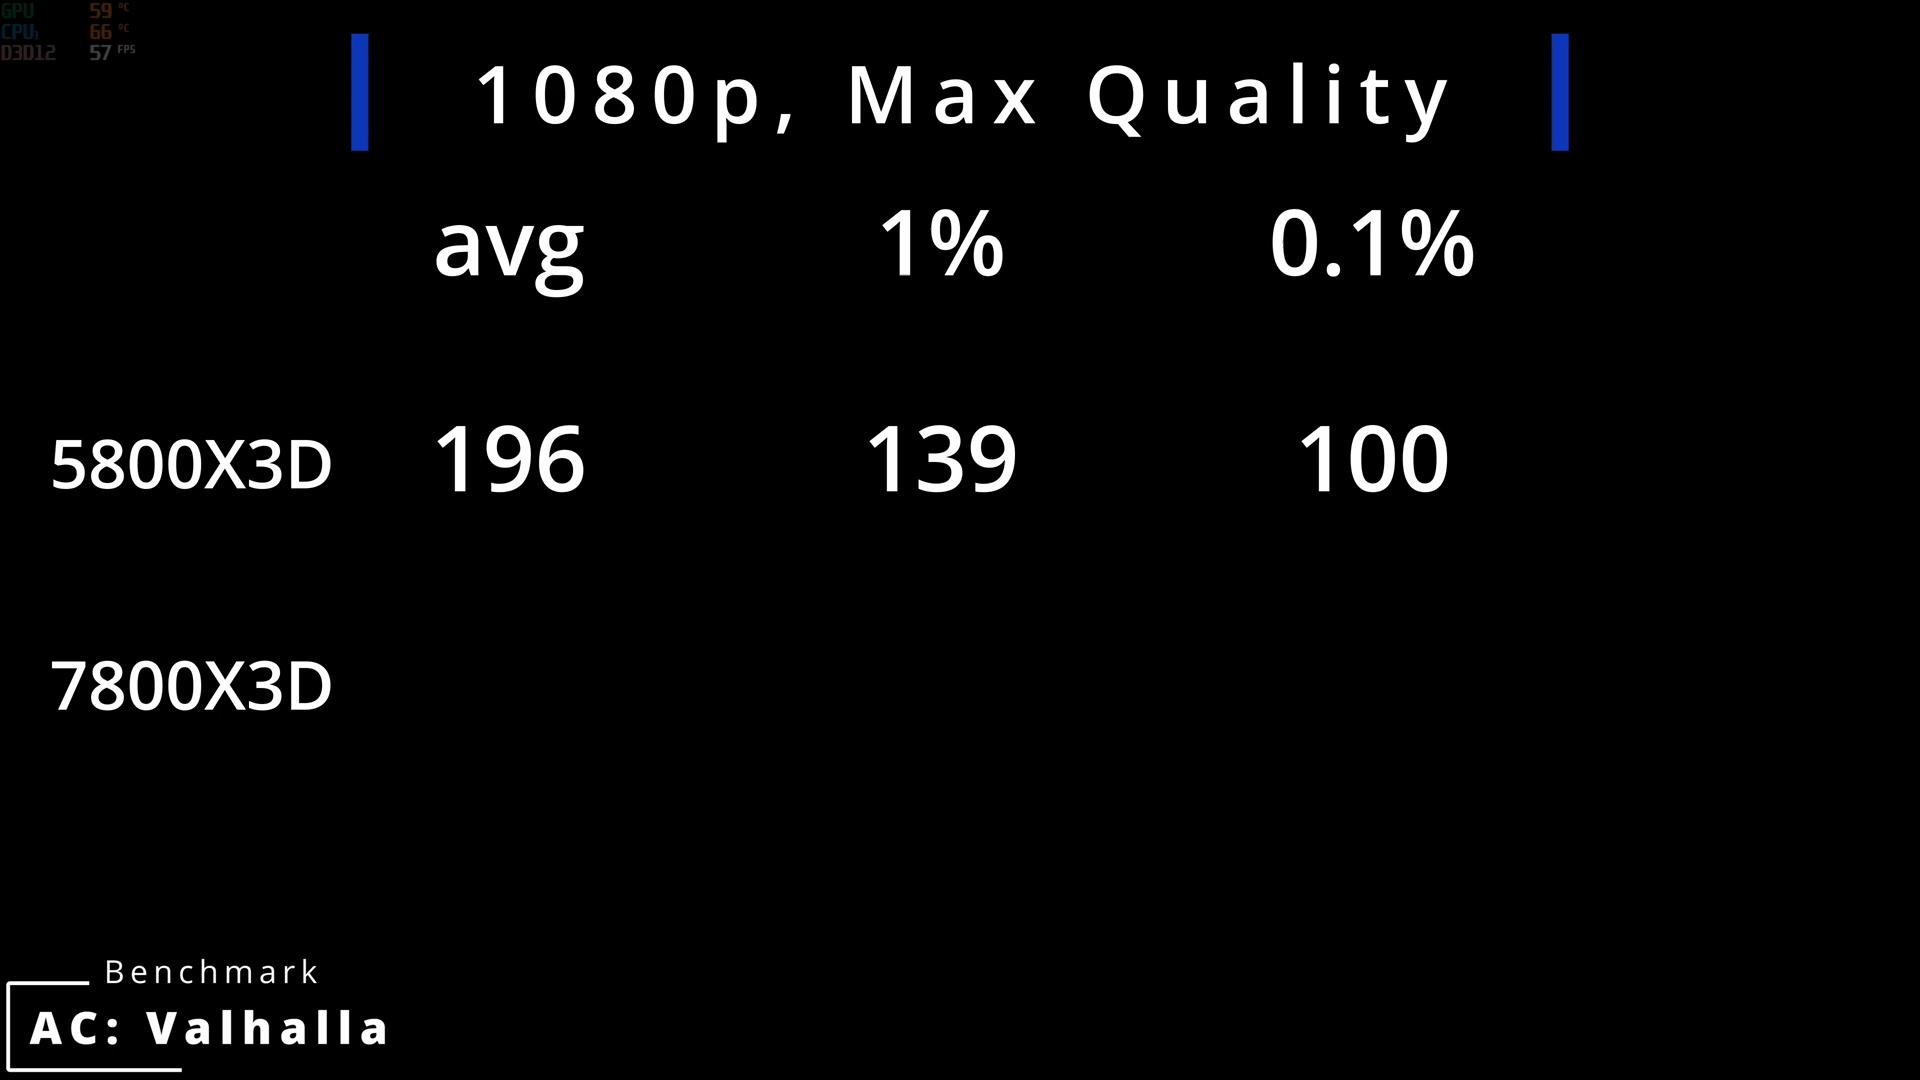 GPU 59 °C
CPU1 66 °C
D3D12 57 FPS
1080p, Max Quality
avg 1% 0.1%
5800X3D 196 139 100
7800X3D
Benchmark
AC: Valhalla